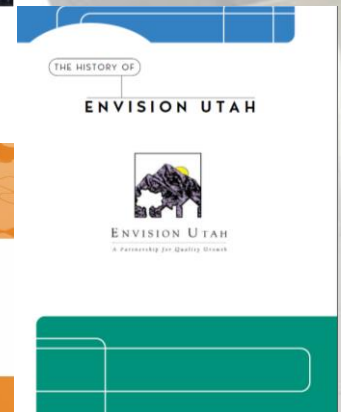 THE HISTORY OF
ENVISION UTAH
ENVISION UTAH
A Partnership for Quality Growth